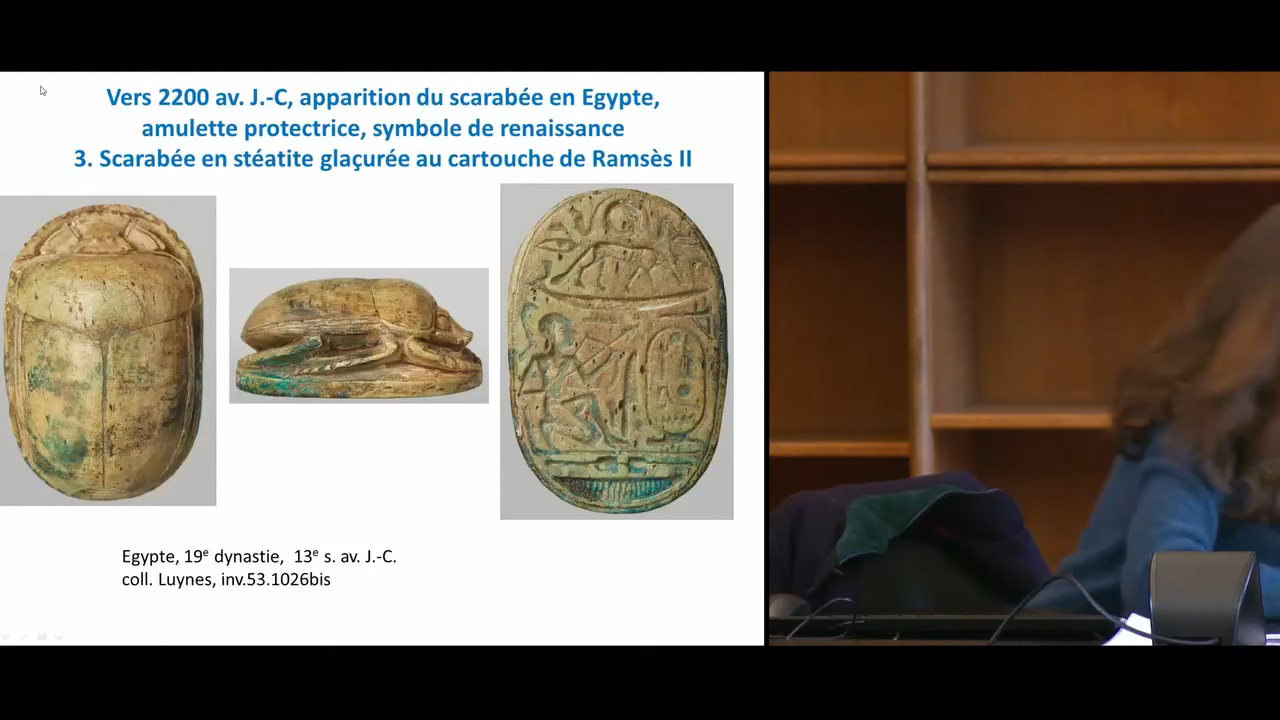 Vers 2200 av. J.-C, apparition du scarabée en Egypte,
amulette protectrice, symbole de renaissance
3. Scarabée en stéatite glaçurée au cartouche de Ramsès II
Egypte, 19e dynastie, 13e s. av. J.-C.
coll. Luynes, inv.53.1026bis